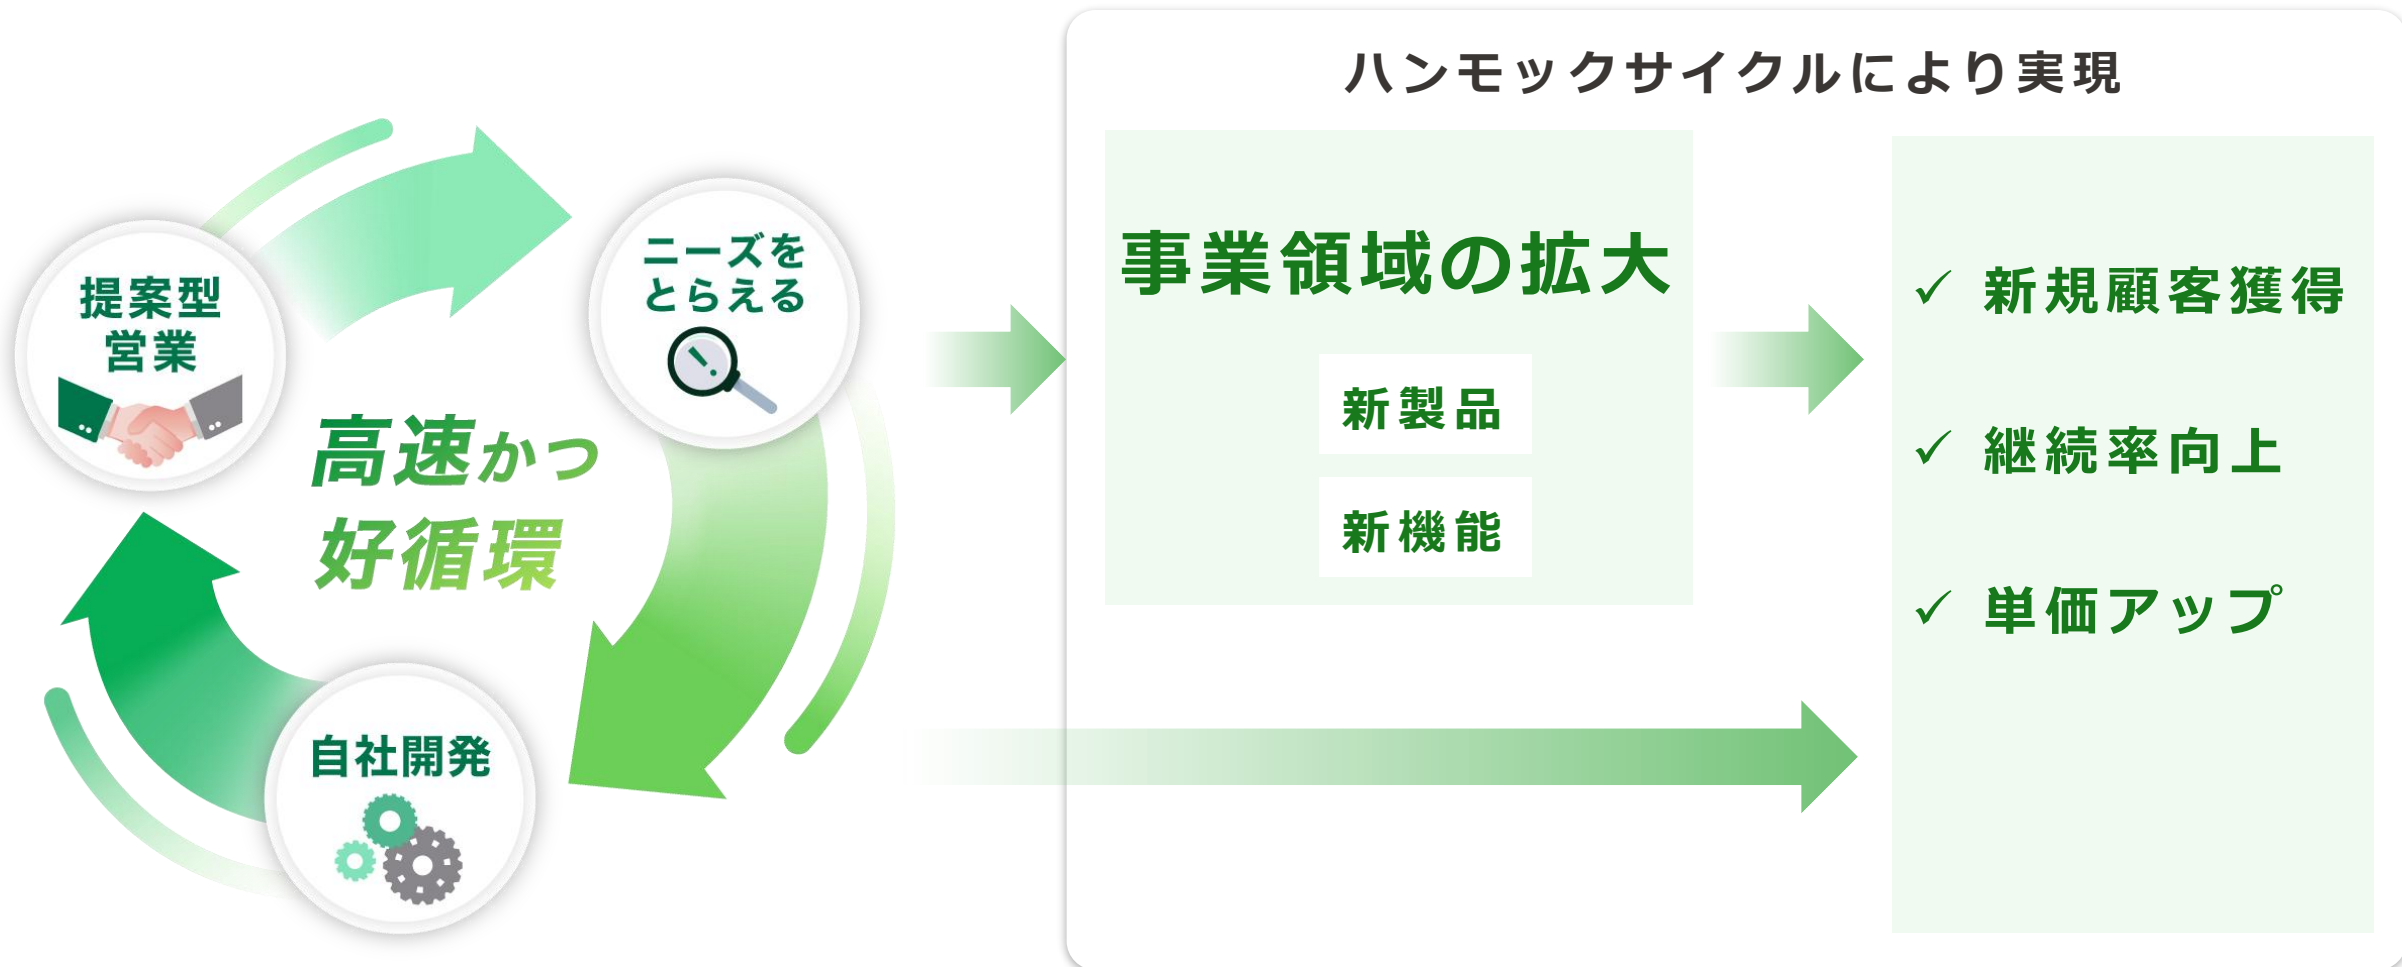 ハンモックサイクルにより実現
提案型
営業
ニーズを
とらえる
高速かつ
好循環
自社開発
事業領域の拡大
新製品
新機能
✓ 新規顧客獲得
✓ 継続率向上
✓ 単価アップ